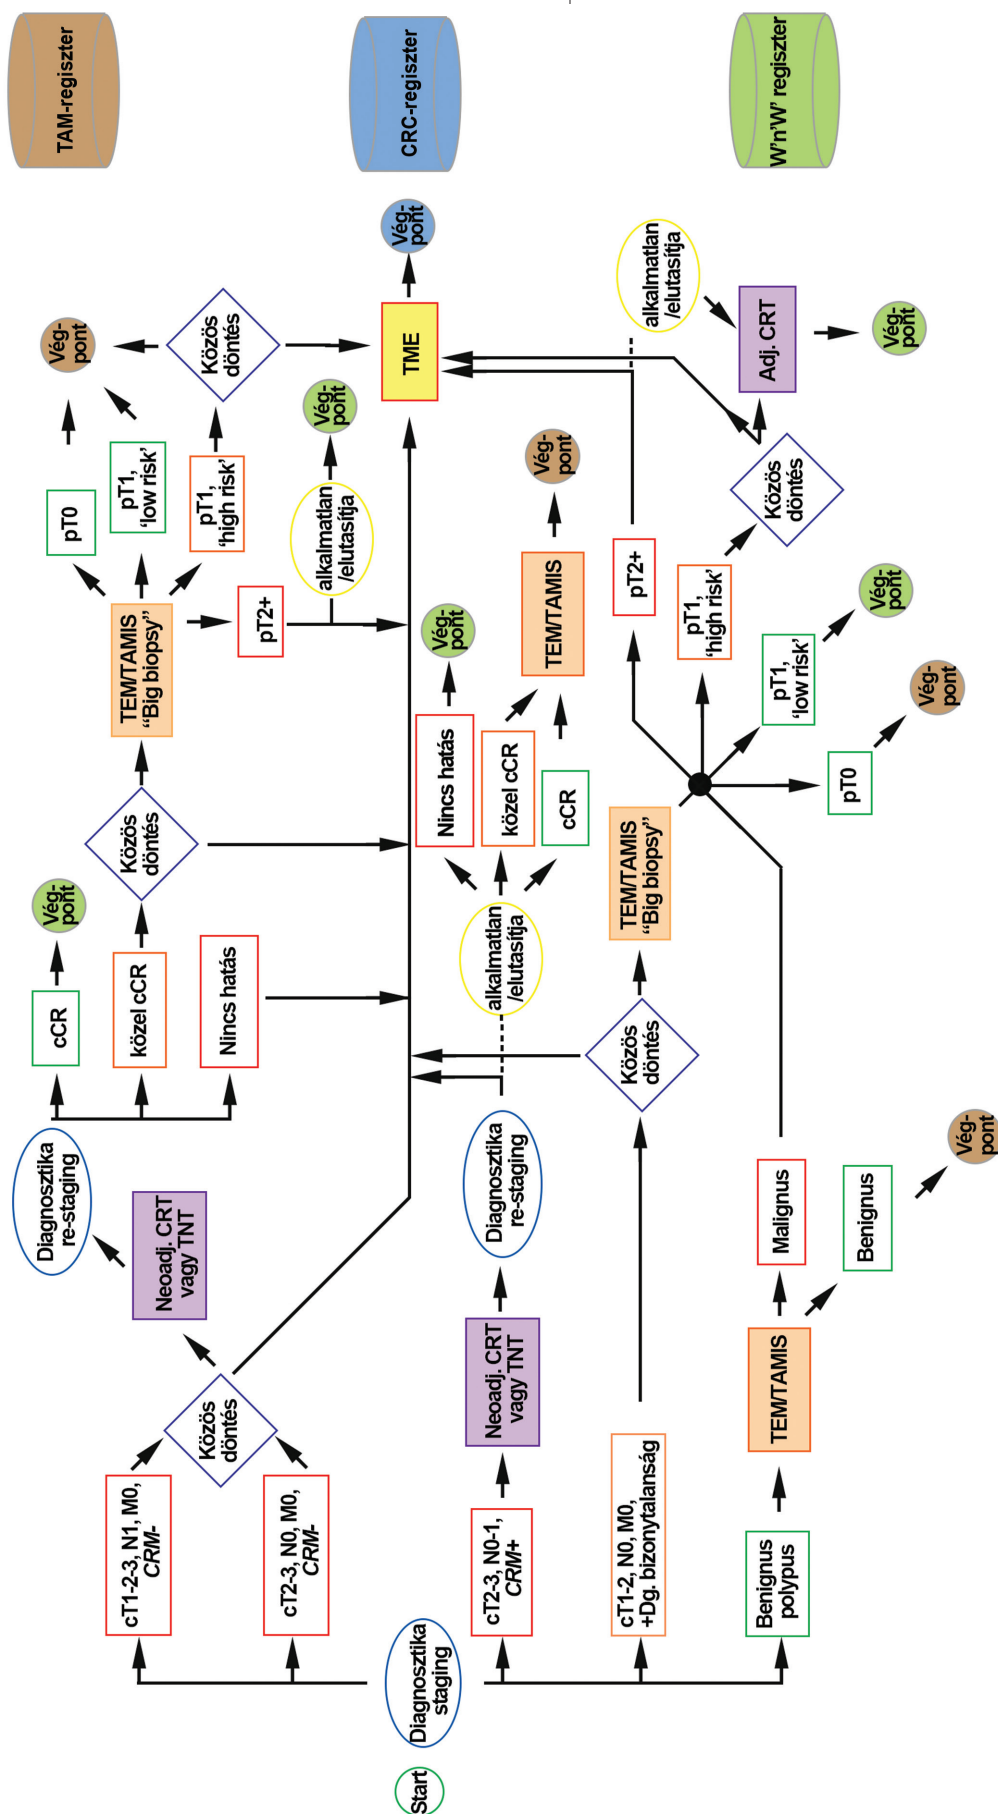 Start
Diagnosztika
staging
cT1-2-3, N1, M0,
CRM-
cT2-3, N0, M0,
CRM-
cT2-3, N0-1,
CRM+
cT1-2, N0, M0,
+Dg. bizonytalanság
Benignus
polypus
Közös
döntés
Neoadj. CRT
vagy TNT
Neoadj. CRT
vagy TNT
TEM/TAMIS
Diagnosztika
re-staging
Diagnosztika
re-staging
Malignus
Benignus
Vég-
pont
cCR
közel cCR
Nincs hatás
Vég-
pont
Közös
döntés
alkalmatlan
/elutasítja
Közös
döntés
TEM/TAMIS
"Big biopsy"
Nincs hatás
közel cCR
cCR
TEM/TAMIS
“Big biopsy”
Vég-
pont
TEM/TAMIS
Vég-
pont
pT0
pT1,
‘low risk’
pT1,
‘high risk’
pT2+
alkalmatlan
/elutasítja
Vég-
pont
pT2+
pT1,
‘high risk’
pT1,
‘low risk’
pT0
Vég-
pont
Vég-
pont
Közös
döntés
Vég-
pont
Közös
döntés
TME
Vég-
pont
alkalmatlan
/elutasítja
Adj. CRT
Vég-
pont
TAM-regiszter
CRC-regiszter
W'n'W' regiszter